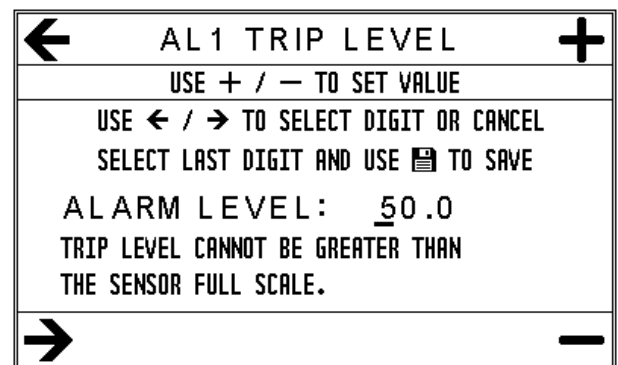 ← AL1 TRIP LEVEL +
USE + / − TO SET VALUE
USE ← / → TO SELECT DIGIT OR CANCEL
SELECT LAST DIGIT AND USE 💾 TO SAVE
ALARM LEVEL: 50.0
TRIP LEVEL CANNOT BE GREATER THAN
THE SENSOR FULL SCALE.
→ −